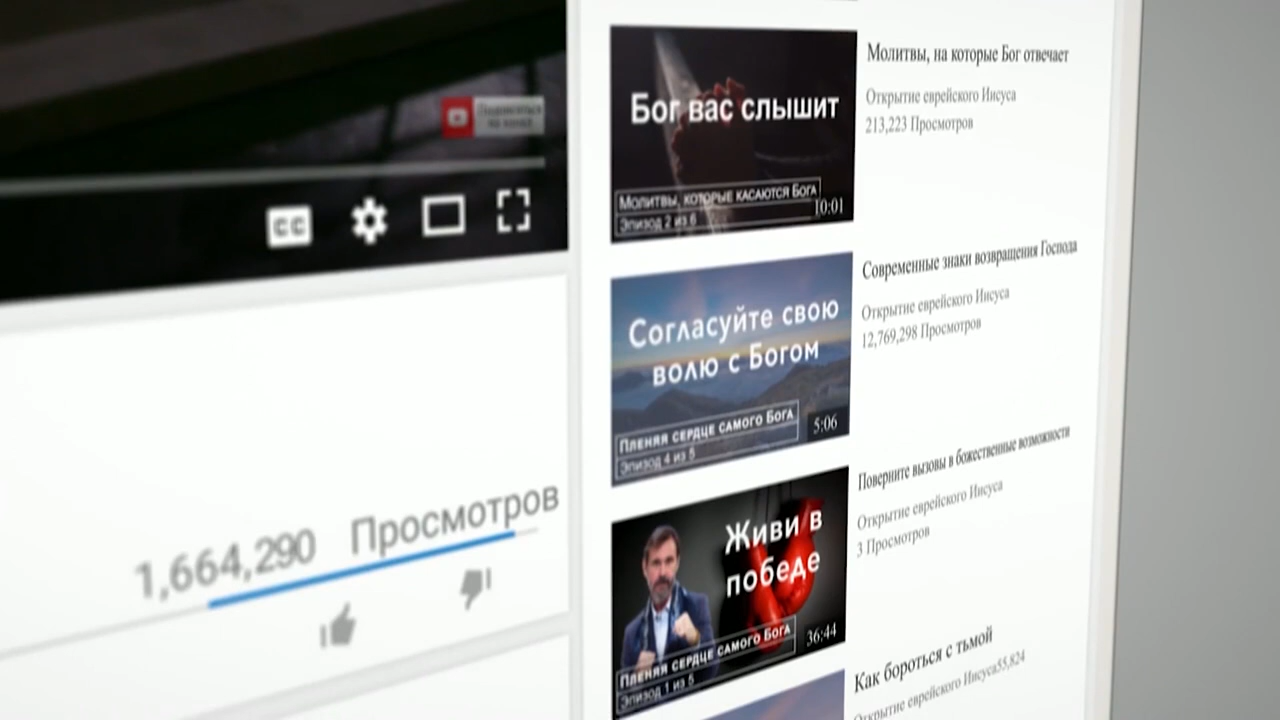 Подписаться
на канал
CC
1,664,290 Просмотров
Бог вас слышит
Молитвы, которые касаются Бога
Эпизод 2 из 6
10:01
Молитвы, на которые Бог отвечает
Открытие еврейского Иисуса
213,223 Просмотров
Согласуйте свою
волю с Богом
Пленяя сердце самого Бога
Эпизод 4 из 5
5:06
Современные знаки возвращения Господа
Открытие еврейского Иисуса
12,769,298 Просмотров
Живи в
победе
Пленяя сердце самого Бога
Эпизод 1 из 5
36:44
Поверните вызовы в божественные возможности
Открытие еврейского Иисуса
3 Просмотров
Как бороться с тьмой
Открытие еврейского Иисуса55,824